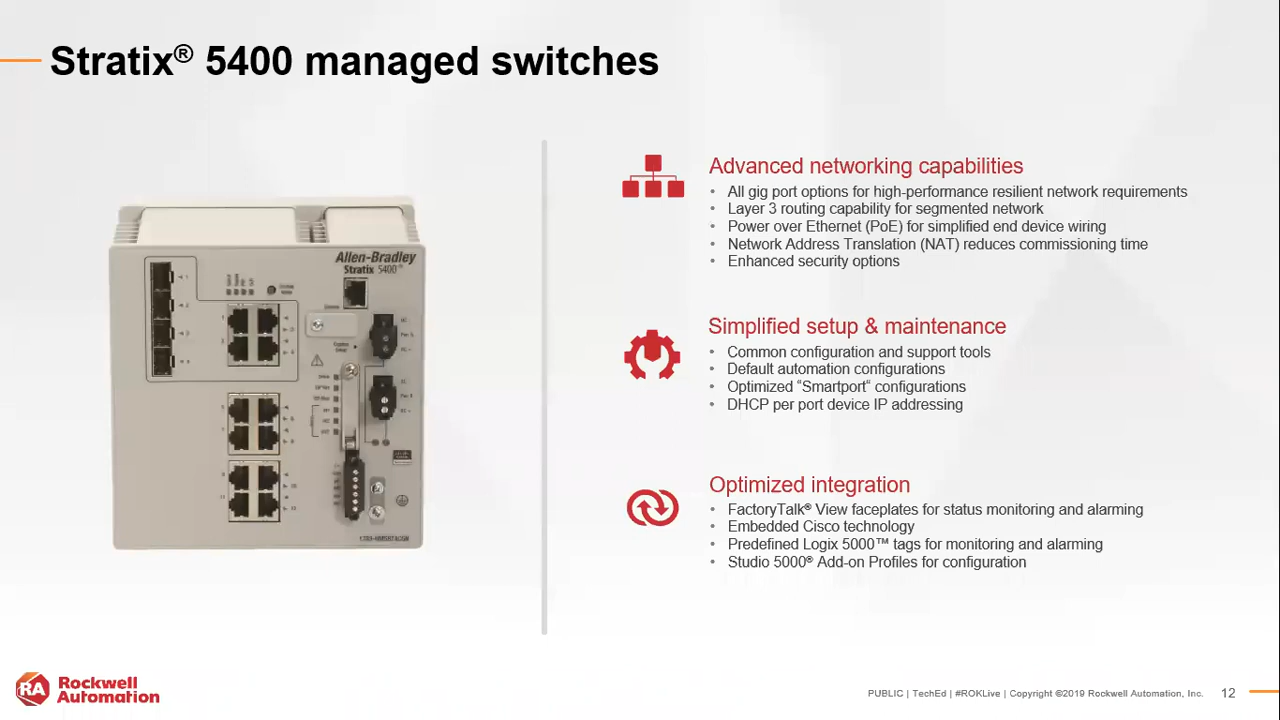 Stratix® 5400 managed switches
Advanced networking capabilities
• All gig port options for high-performance resilient network requirements
• Layer 3 routing capability for segmented network
• Power over Ethernet (PoE) for simplified end device wiring
• Network Address Translation (NAT) reduces commissioning time
• Enhanced security options
Allen-Bradley
Stratix 5400®
Simplified setup & maintenance
• Common configuration and support tools
• Default automation configurations
• Optimized “Smartport“ configurations
• DHCP per port device IP addressing
Optimized integration
• FactoryTalk® View faceplates for status monitoring and alarming
• Embedded Cisco technology
• Predefined Logix 5000™ tags for monitoring and alarming
• Studio 5000® Add-on Profiles for configuration
RA Rockwell
Automation
PUBLIC | TechEd | #ROKLive | Copyright ©2019 Rockwell Automation, Inc. 12